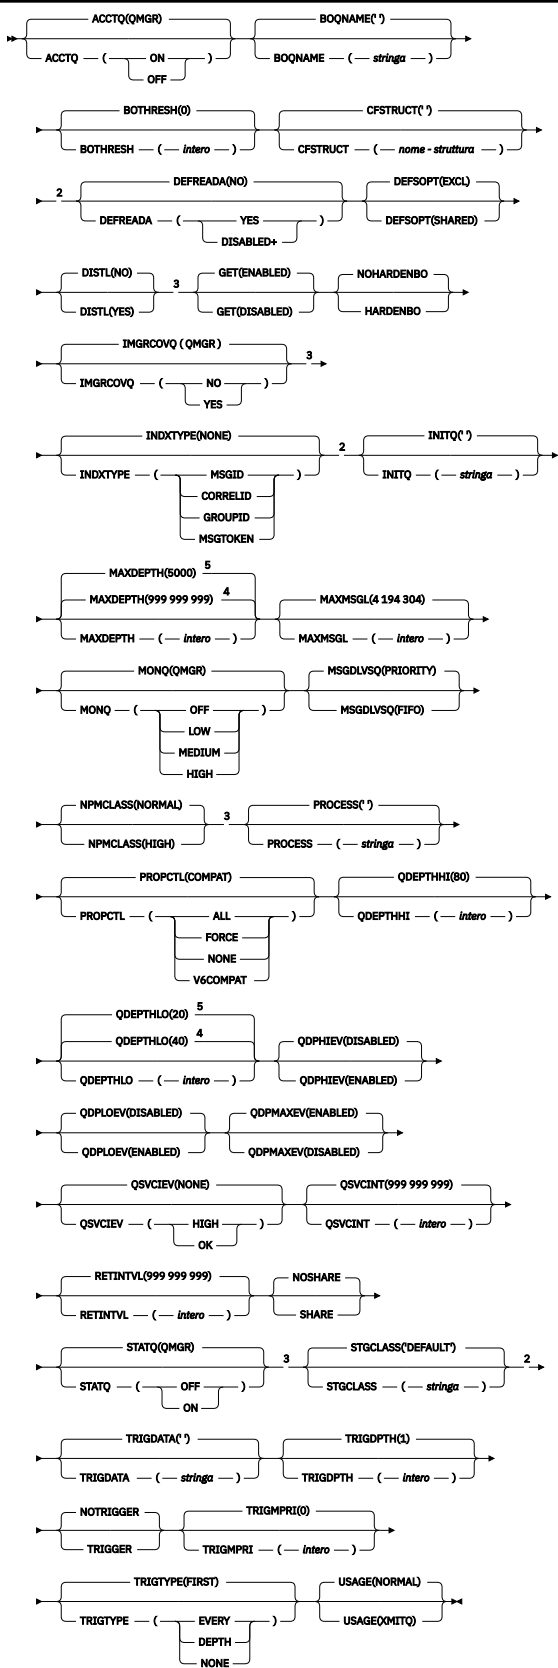 ACCTQ(QMGR) BOQNAME(' ')
ACCTQ ( ON ) BOQNAME ( stringa )
OFF
BOTHRESH(0) CFSTRUCT(' ')
BOTHRESH ( intero ) CFSTRUCT ( nome - struttura )
2 DEFREADA(NO) DEFSOPT(EXCL)
DEFREADA ( YES ) DEFSOPT(SHARED)
DISABLED+
DISTL(NO) 3 GET(ENABLED) NOHARDENBO
DISTL(YES) GET(DISABLED) HARDENBO
IMGRCOVQ ( QMGR ) 3
IMGRCOVQ ( NO )
YES
INDXTYPE(NONE) 2 INITQ(' ')
INDXTYPE ( MSGID ) INITQ ( stringa )
CORRELID
GROUPID
MSGTOKEN
MAXDEPTH(5000) 5
MAXDEPTH(999 999 999) 4 MAXMSGL(4 194 304)
MAXDEPTH ( intero ) MAXMSGL ( intero )
MONQ(QMGR) MSGDLVSQ(PRIORITY)
MONQ ( OFF ) MSGDLVSQ(FIFO)
LOW
MEDIUM
HIGH
NPMCLASS(NORMAL) 3 PROCESS(' ')
NPMCLASS(HIGH) PROCESS ( stringa )
PROPCTL(COMPAT) QDEPTHHI(80)
PROPCTL ( ALL ) QDEPTHHI ( intero )
FORCE
NONE
V6COMPAT
QDEPTHLO(20) 5
QDEPTHLO(40) 4 QDPHIEV(DISABLED)
QDEPTHLO ( intero ) QDPHIEV(ENABLED)
QDPLOEV(DISABLED) QDPMAXEV(ENABLED)
QDPLOEV(ENABLED) QDPMAXEV(DISABLED)
QSVCIEV(NONE) QSVCINT(999 999 999)
QSVCIEV ( HIGH ) QSVCINT ( intero )
OK
RETINTVL(999 999 999) NOSHARE
RETINTVL ( intero ) SHARE
STATQ(QMGR) 3 STGCLASS('DEFAULT') 2
STATQ ( OFF ) STGCLASS ( stringa )
ON
TRIGDATA(' ') TRIGDPTH(1)
TRIGDATA ( stringa ) TRIGDPTH ( intero )
NOTRIGGER TRIGMPRI(0)
TRIGGER TRIGMPRI ( intero )
TRIGTYPE(FIRST) USAGE(NORMAL)
TRIGTYPE ( EVERY ) USAGE(XMITQ)
DEPTH
NONE